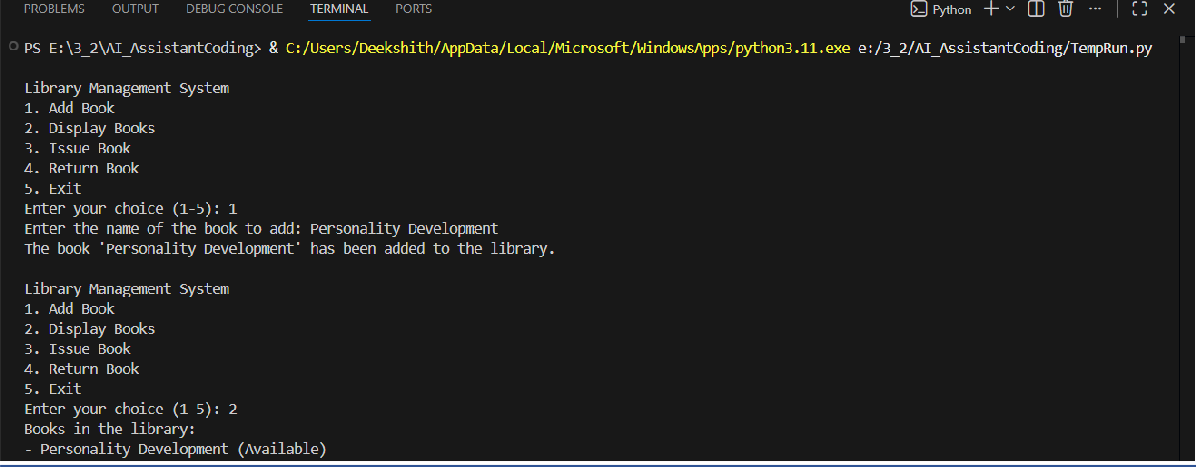 PROBLEMS OUTPUT DEBUG CONSOLE TERMINAL PORTS Python
PS E:\3_2\AI_AssistantCoding> & C:/Users/Deekshith/AppData/Local/Microsoft/WindowsApps/python3.11.exe e:/3_2/AI_AssistantCoding/TempRun.py
Library Management System
1. Add Book
2. Display Books
3. Issue Book
4. Return Book
5. Exit
Enter your choice (1-5): 1
Enter the name of the book to add: Personality Development
The book 'Personality Development' has been added to the library.
Library Management System
1. Add Book
2. Display Books
3. Issue Book
4. Return Book
5. Exit
Enter your choice (1-5): 2
Books in the library:
- Personality Development (Available)